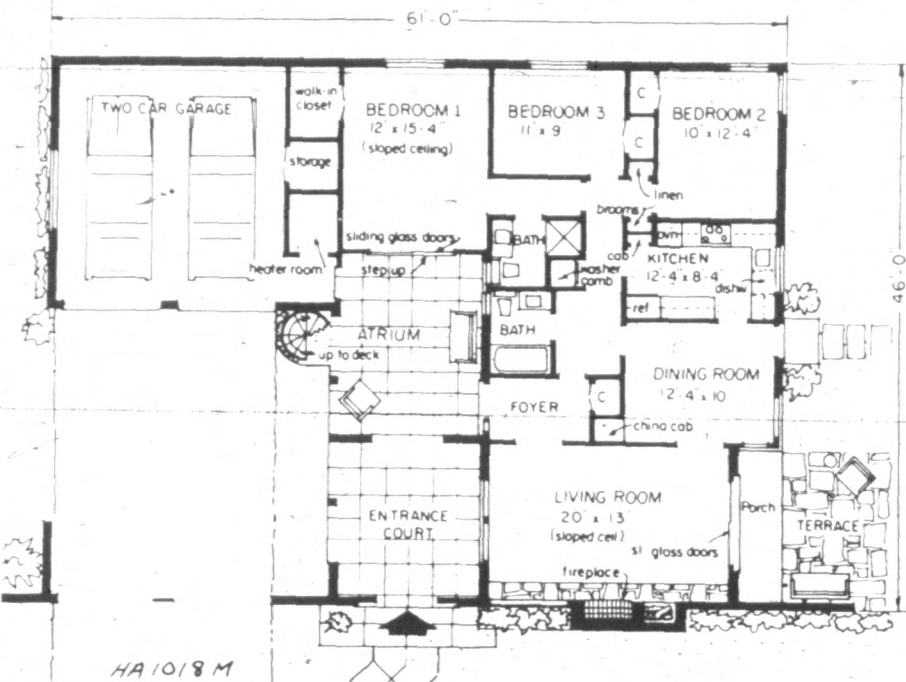 61'-0"
TWO CAR GARAGE
walk-in
closet
storage
heater room
BEDROOM 1
12' x 15'-4"
(sloped ceiling)
BEDROOM 3
11' x 9'
C
C
BEDROOM 2
10' x 12'-4"
linen
brooms
sliding glass doors
step up
BATH
cab
washer
comb
ovn
KITCHEN
12'-4" x 8'-4"
dishw
ref
46'-0"
ATRIUM
up to deck
BATH
DINING ROOM
12'-4" x 10'
FOYER
C
china cab
ENTRANCE
COURT
LIVING ROOM
20' x 13'
(sloped ceil)
sl glass doors
fireplace
Porch
TERRACE
HA1018M